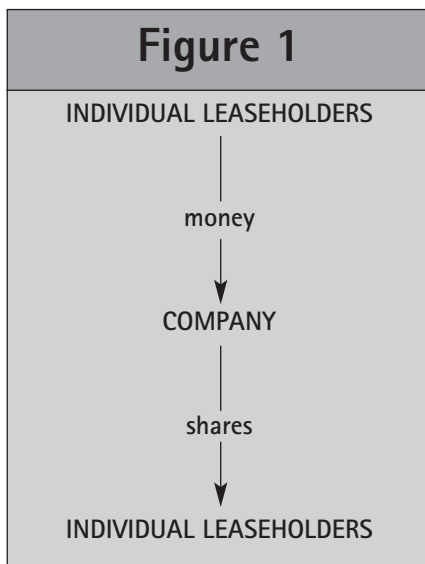 Figure 1
INDIVIDUAL LEASEHOLDERS
money
COMPANY
shares
INDIVIDUAL LEASEHOLDERS